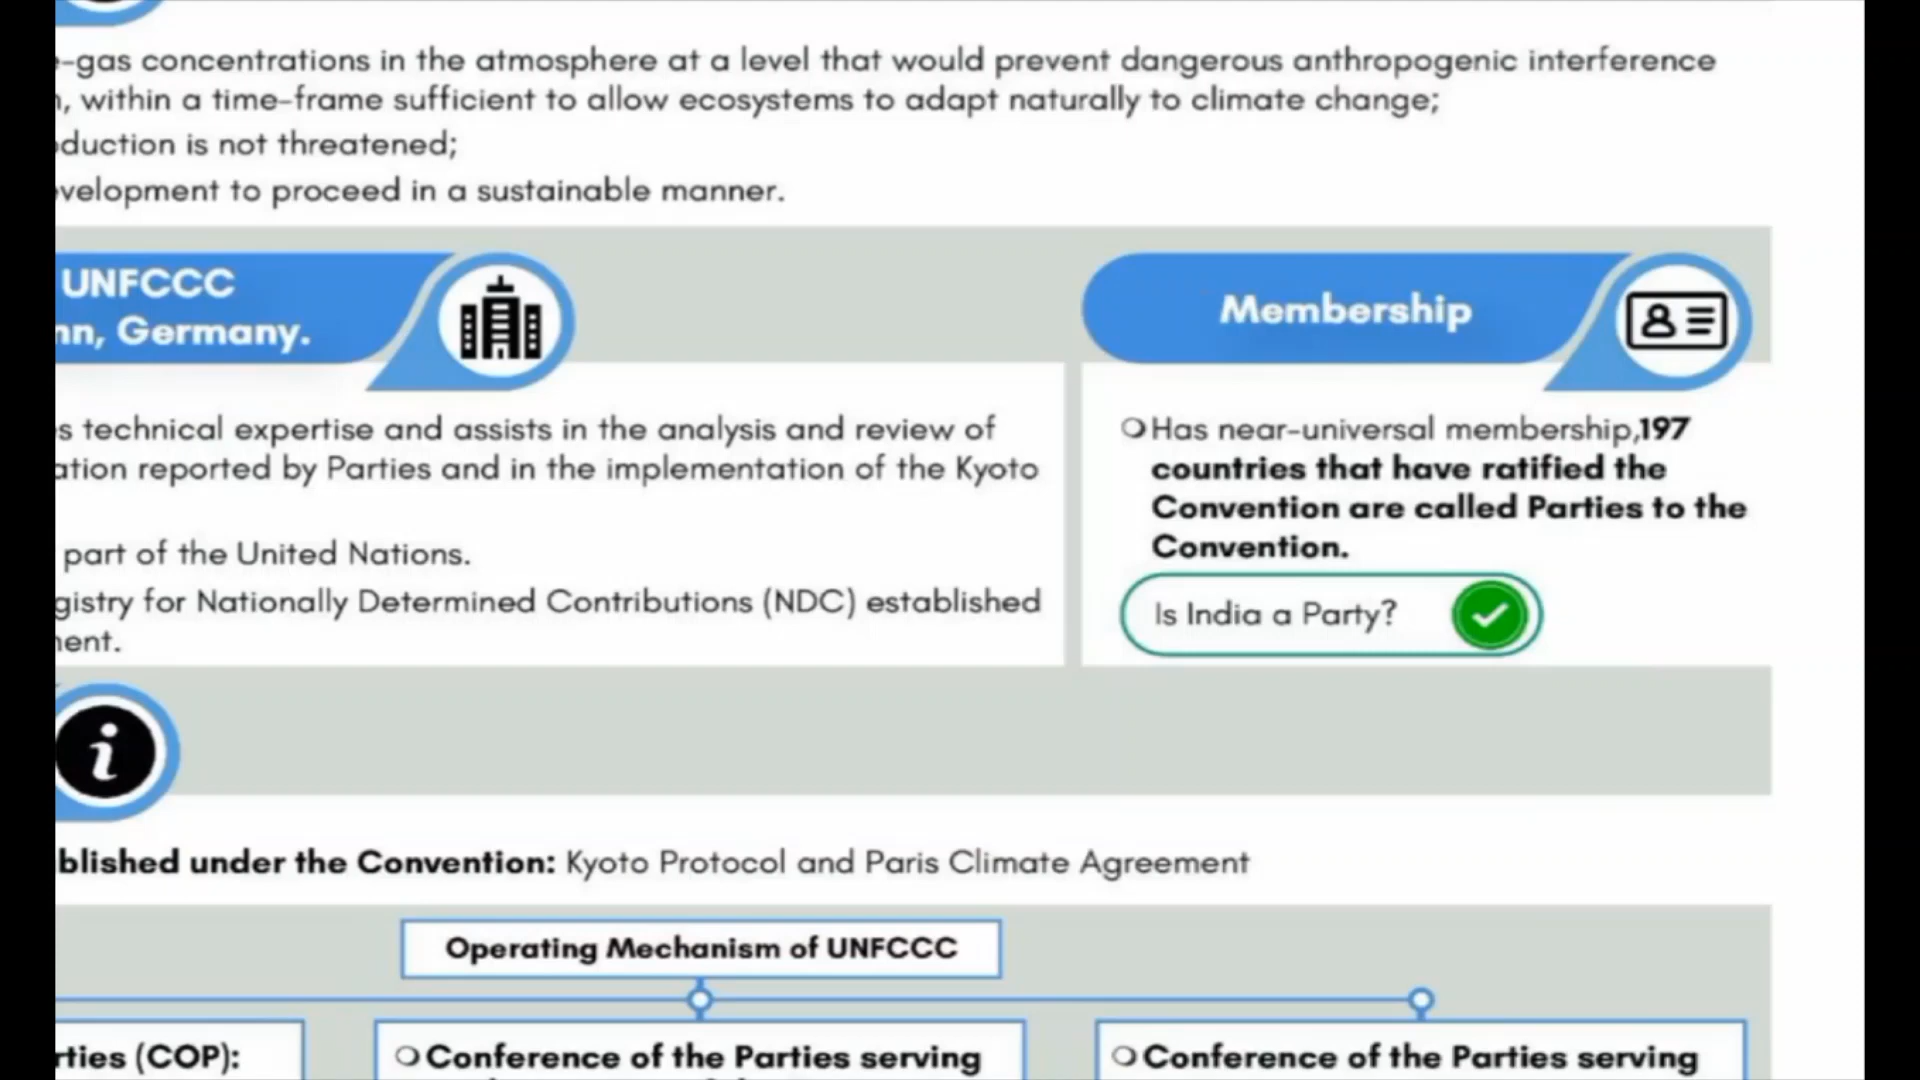 -gas concentrations in the atmosphere at a level that would prevent dangerous anthropogenic interference
, within a time-frame sufficient to allow ecosystems to adapt naturally to climate change;
duction is not threatened;
velopment to proceed in a sustainable manner.
UNFCCC
nn, Germany.
Membership
s technical expertise and assists in the analysis and review of
ation reported by Parties and in the implementation of the Kyoto
part of the United Nations.
gistry for Nationally Determined Contributions (NDC) established
ent.
Has near-universal membership,197
countries that have ratified the
Convention are called Parties to the
Convention.
Is India a Party?
i
blished under the Convention: Kyoto Protocol and Paris Climate Agreement
Operating Mechanism of UNFCCC
rties (COP):
Conference of the Parties serving
Conference of the Parties serving